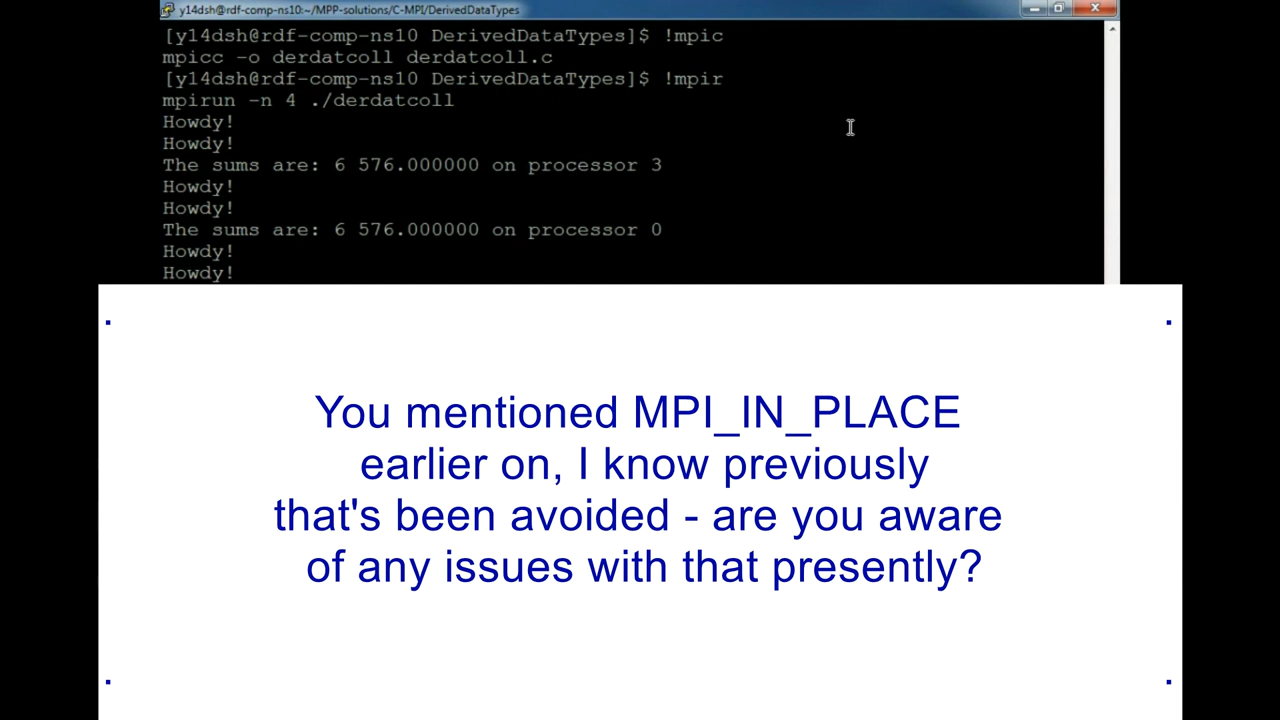 y14dsh@rdf-comp-ns10:~/MPP-solutions/C-MPI/DerivedDataTypes
[y14dsh@rdf-comp-ns10 DerivedDataTypes]$ !mpic
mpicc -o derdatcoll derdatcoll.c
[y14dsh@rdf-comp-ns10 DerivedDataTypes]$ !mpir
mpirun -n 4 ./derdatcoll
Howdy!
Howdy!
The sums are: 6 576.000000 on processor 3
Howdy!
Howdy!
The sums are: 6 576.000000 on processor 0
Howdy!
Howdy!
You mentioned MPI_IN_PLACE
earlier on, I know previously
that's been avoided - are you aware
of any issues with that presently?